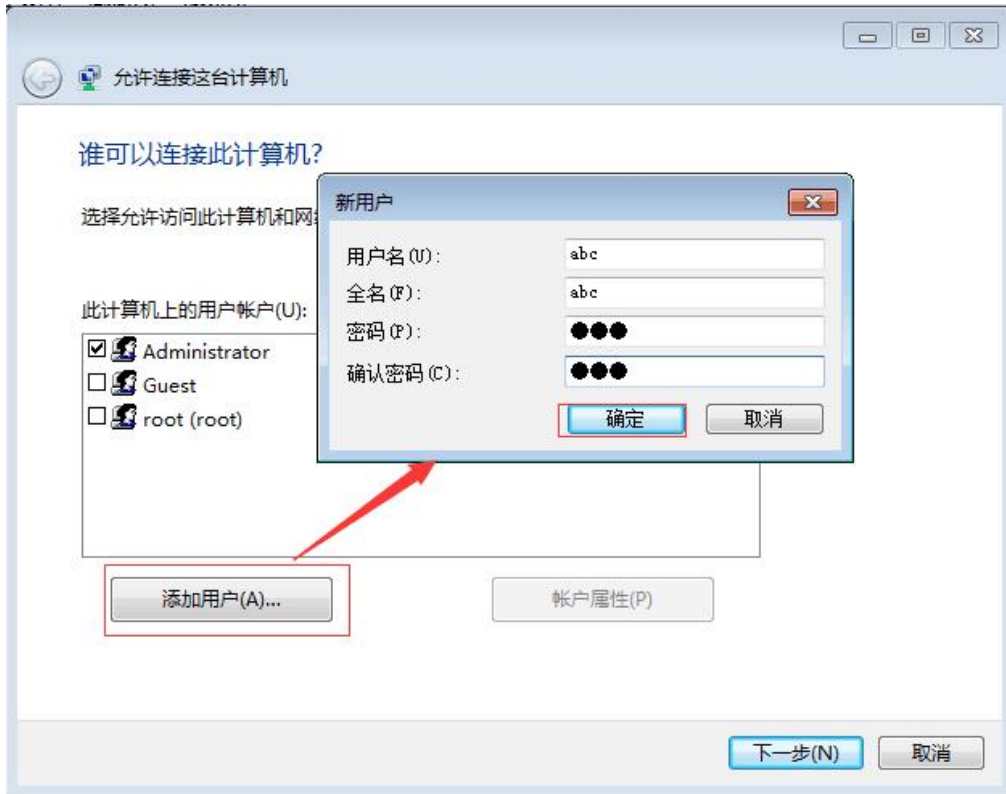 允许连接这台计算机
谁可以连接此计算机?
选择允许访问此计算机和网
此计算机上的用户帐户(U):
Administrator
Guest
root (root)
新用户
用户名(U):
abc
全名(F):
abc
密码(P):
●●●
确认密码(C):
●●●
确定
取消
添加用户(A)...
帐户属性(P)
下一步(N)
取消